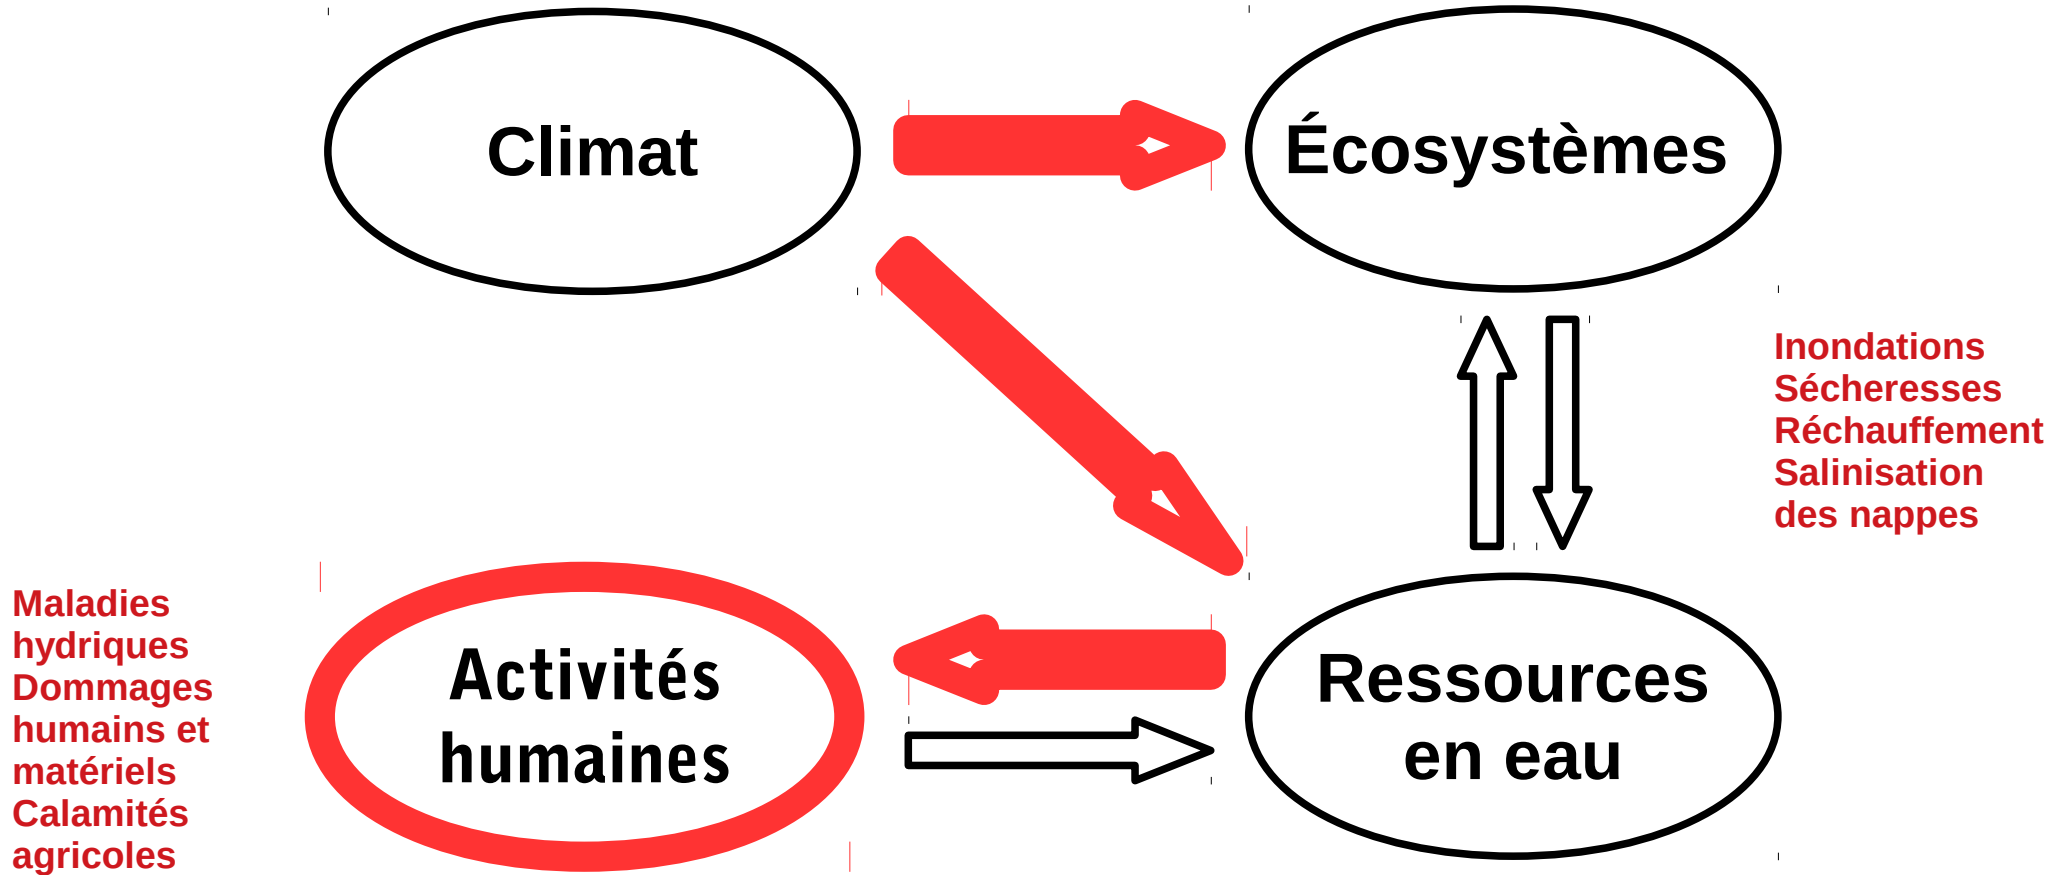 Climat
Écosystèmes
Inondations
Sécheresses
Réchauffement
Salinisation
des nappes
Maladies
hydriques
Dommages
humains et
matériels
Calamités
agricoles
Activités
humaines
Ressources
en eau